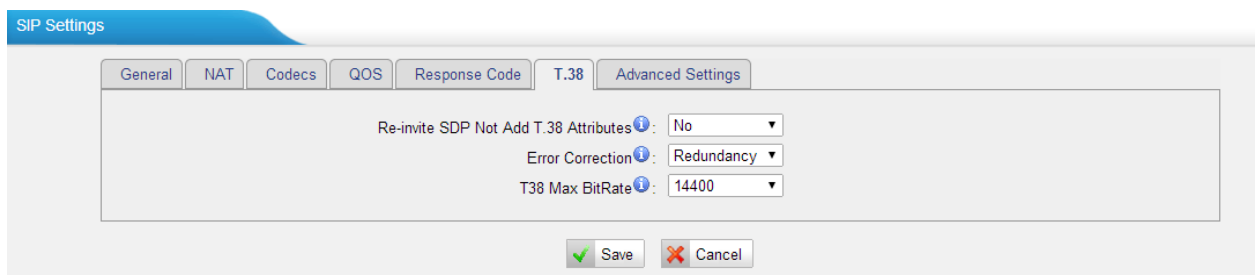 SIP Settings
General NAT Codecs QOS Response Code T.38 Advanced Settings
Re-invite SDP Not Add T.38 Attributes: No
Error Correction: Redundancy
T38 Max BitRate: 14400
Save Cancel